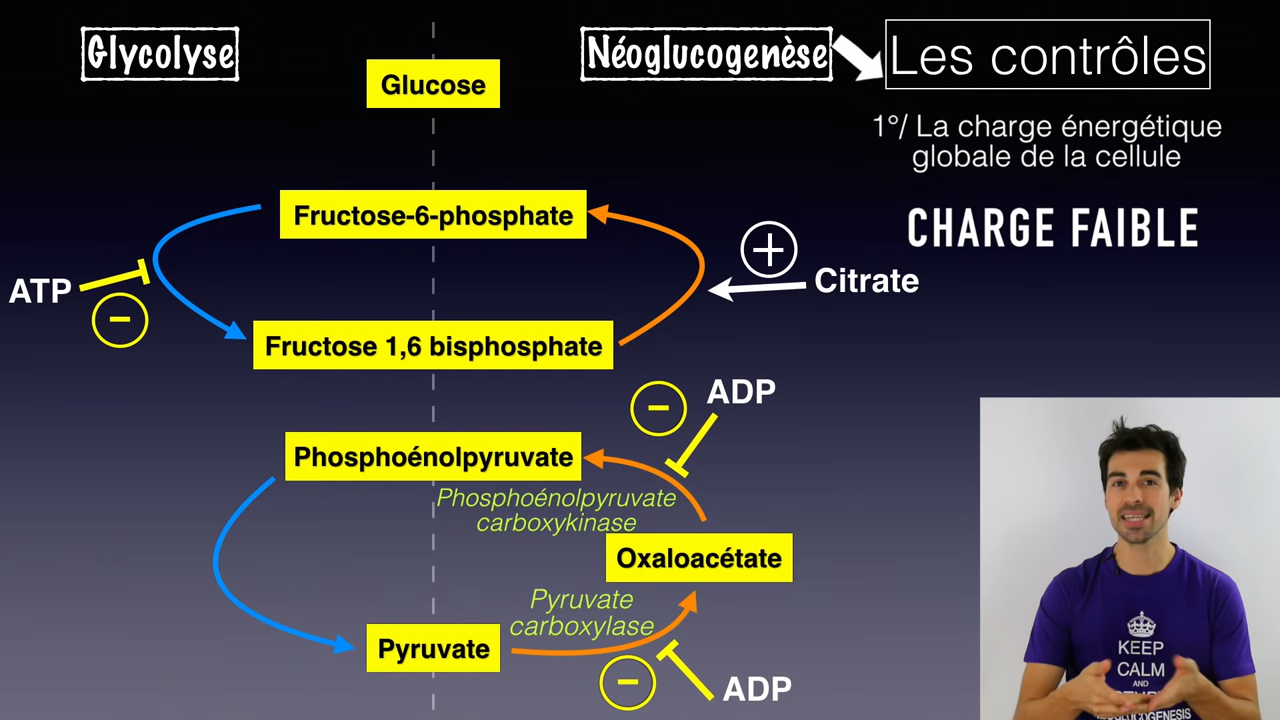 Glycolyse
Néoglucogenèse
Les contrôles
Glucose
1°/ La charge énergétique
globale de la cellule
CHARGE FAIBLE
Fructose-6-phosphate
+
Citrate
ATP
−
Fructose 1,6 bisphosphate
ADP
−
Phosphoénolpyruvate
Phosphoénolpyruvate
carboxykinase
Oxaloacétate
Pyruvate
carboxylase
Pyruvate
−
ADP
KEEP
CALM
AND